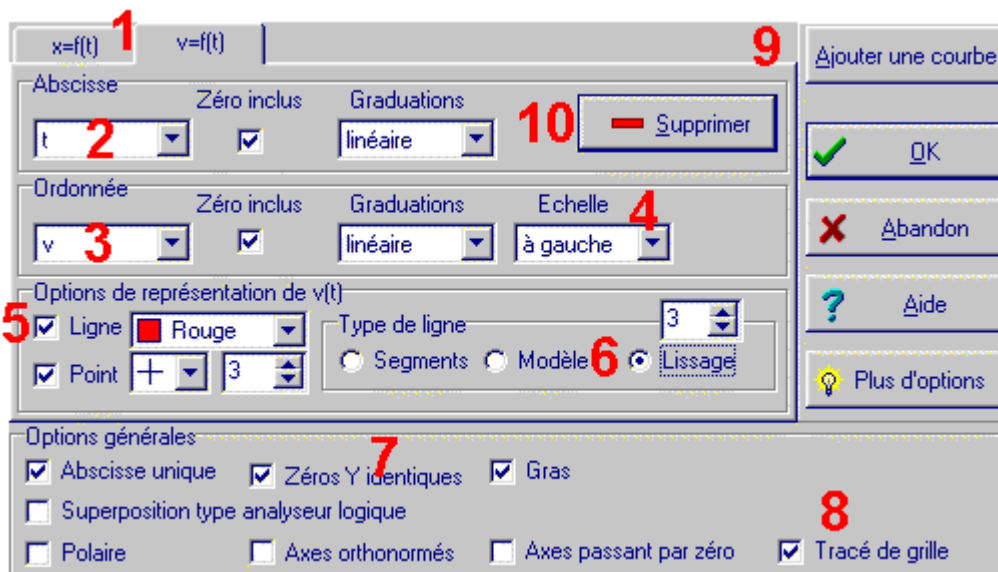 1 9
x=f(t) v=f(t) Ajouter une courbe
Abscisse
Zéro inclus Graduations
t 2 linéaire 10 Supprimer
OK
Ordonnée
Zéro inclus Graduations Echelle 4
v 3 linéaire à gauche
Abandon
Options de représentation de v(t)
5 Ligne Rouge Type de ligne 3
Point 3 Segments Modèle 6 Lissage
Aide
Plus d'options
Options générales
Abscisse unique Zéros Y identiques 7 Gras
Superposition type analyseur logique 8
Polaire Axes orthonormés Axes passant par zéro Tracé de grille